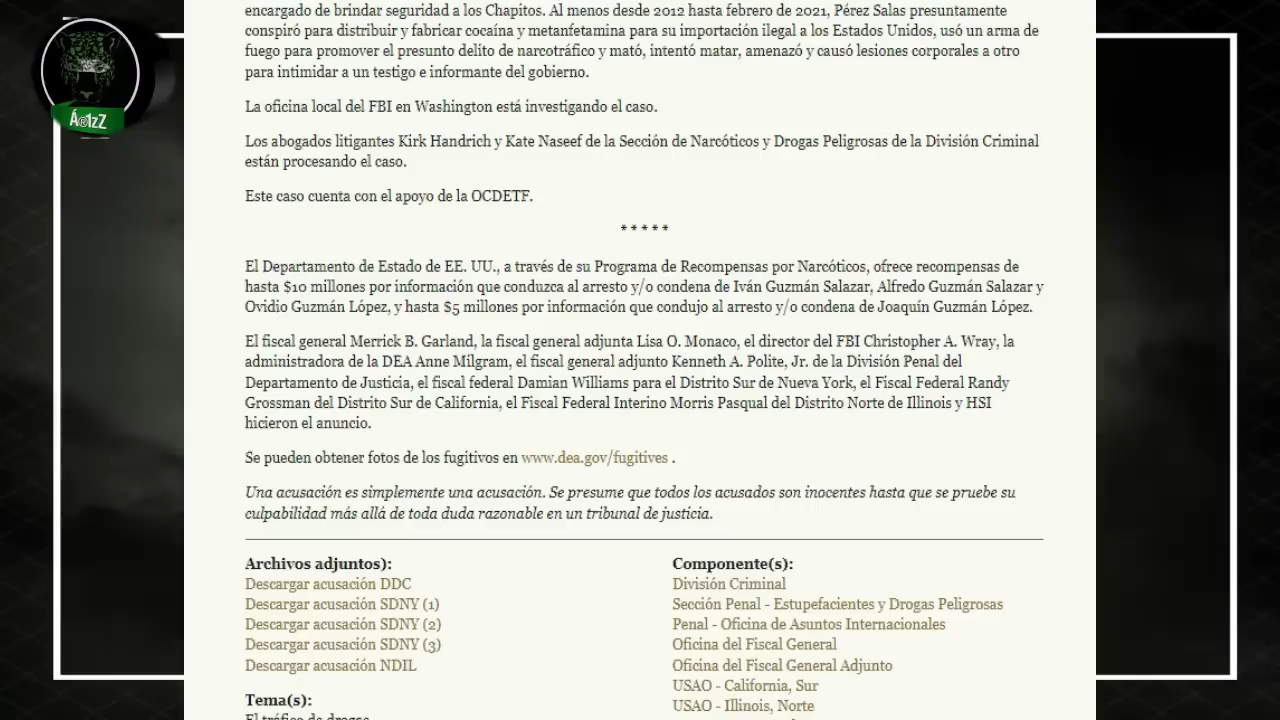 encargado de brindar seguridad a los Chapitos. Al menos desde 2012 hasta febrero de 2021, Pérez Salas presuntamente
conspiró para distribuir y fabricar cocaína y metanfetamina para su importación ilegal a los Estados Unidos, usó un arma de
fuego para promover el presunto delito de narcotráfico y mató, intentó matar, amenazó y causó lesiones corporales a otro
para intimidar a un testigo e informante del gobierno.
La oficina local del FBI en Washington está investigando el caso.
Los abogados litigantes Kirk Handrich y Kate Naseef de la Sección de Narcóticos y Drogas Peligrosas de la División Criminal
están procesando el caso.
Este caso cuenta con el apoyo de la OCDETF.
* * * * *
El Departamento de Estado de EE. UU., a través de su Programa de Recompensas por Narcóticos, ofrece recompensas de
hasta $10 millones por información que conduzca al arresto y/o condena de Iván Guzmán Salazar, Alfredo Guzmán Salazar y
Ovidio Guzmán López, y hasta $5 millones por información que condujo al arresto y/o condena de Joaquín Guzmán López.
El fiscal general Merrick B. Garland, la fiscal general adjunta Lisa O. Monaco, el director del FBI Christopher A. Wray, la
administradora de la DEA Anne Milgram, el fiscal general adjunto Kenneth A. Polite, Jr. de la División Penal del
Departamento de Justicia, el fiscal federal Damian Williams para el Distrito Sur de Nueva York, el Fiscal Federal Randy
Grossman del Distrito Sur de California, el Fiscal Federal Interino Morris Pasqual del Distrito Norte de Illinois y HSI
hicieron el anuncio.
Se pueden obtener fotos de los fugitivos en www.dea.gov/fugitives .
Una acusación es simplemente una acusación. Se presume que todos los acusados son inocentes hasta que se pruebe su
culpabilidad más allá de toda duda razonable en un tribunal de justicia.
Archivos adjuntos):
Descargar acusación DDC
Descargar acusación SDNY (1)
Descargar acusación SDNY (2)
Descargar acusación SDNY (3)
Descargar acusación NDIL
Tema(s):
El tráfico de drogas
Componente(s):
División Criminal
Sección Penal - Estupefacientes y Drogas Peligrosas
Penal - Oficina de Asuntos Internacionales
Oficina del Fiscal General
Oficina del Fiscal General Adjunto
USAO - California, Sur
USAO - Illinois, Norte